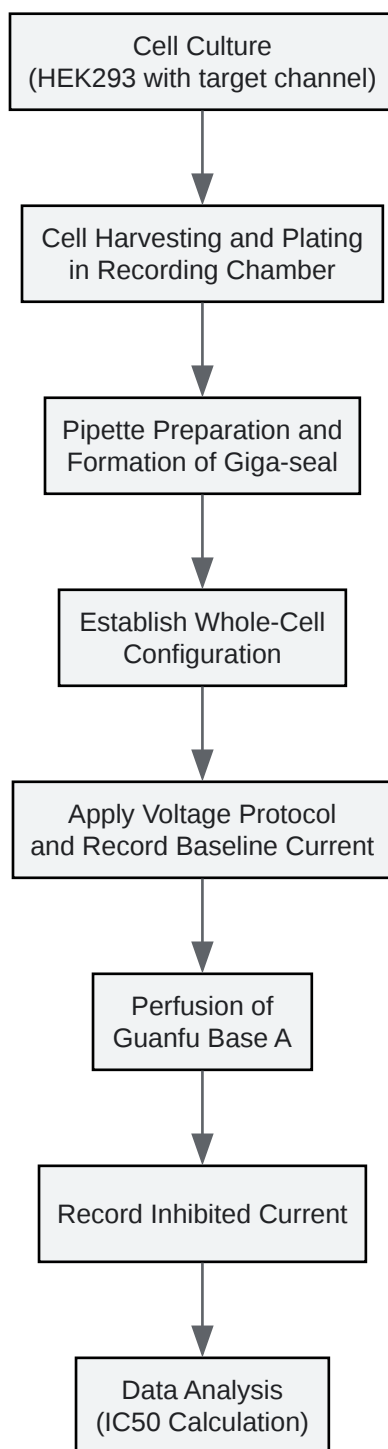 Cell Culture
(HEK293 with target channel)
Cell Harvesting and Plating
in Recording Chamber
Pipette Preparation and
Formation of Giga-seal
Establish Whole-Cell
Configuration
Apply Voltage Protocol
and Record Baseline Current
Perfusion of
Guanfu Base A
Record Inhibited Current
Data Analysis
(IC50 Calculation)